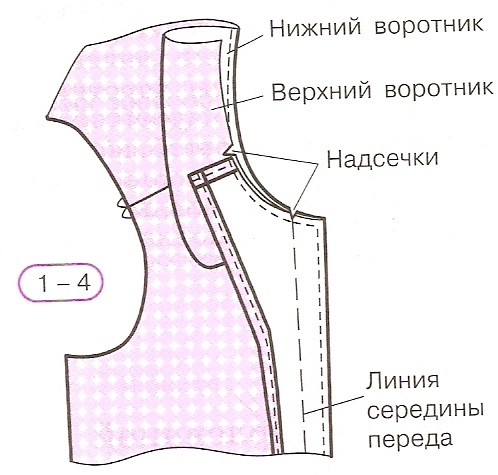 Нижний воротник
Верхний воротник
Надсечки
1 – 4
Линия
середины
переда